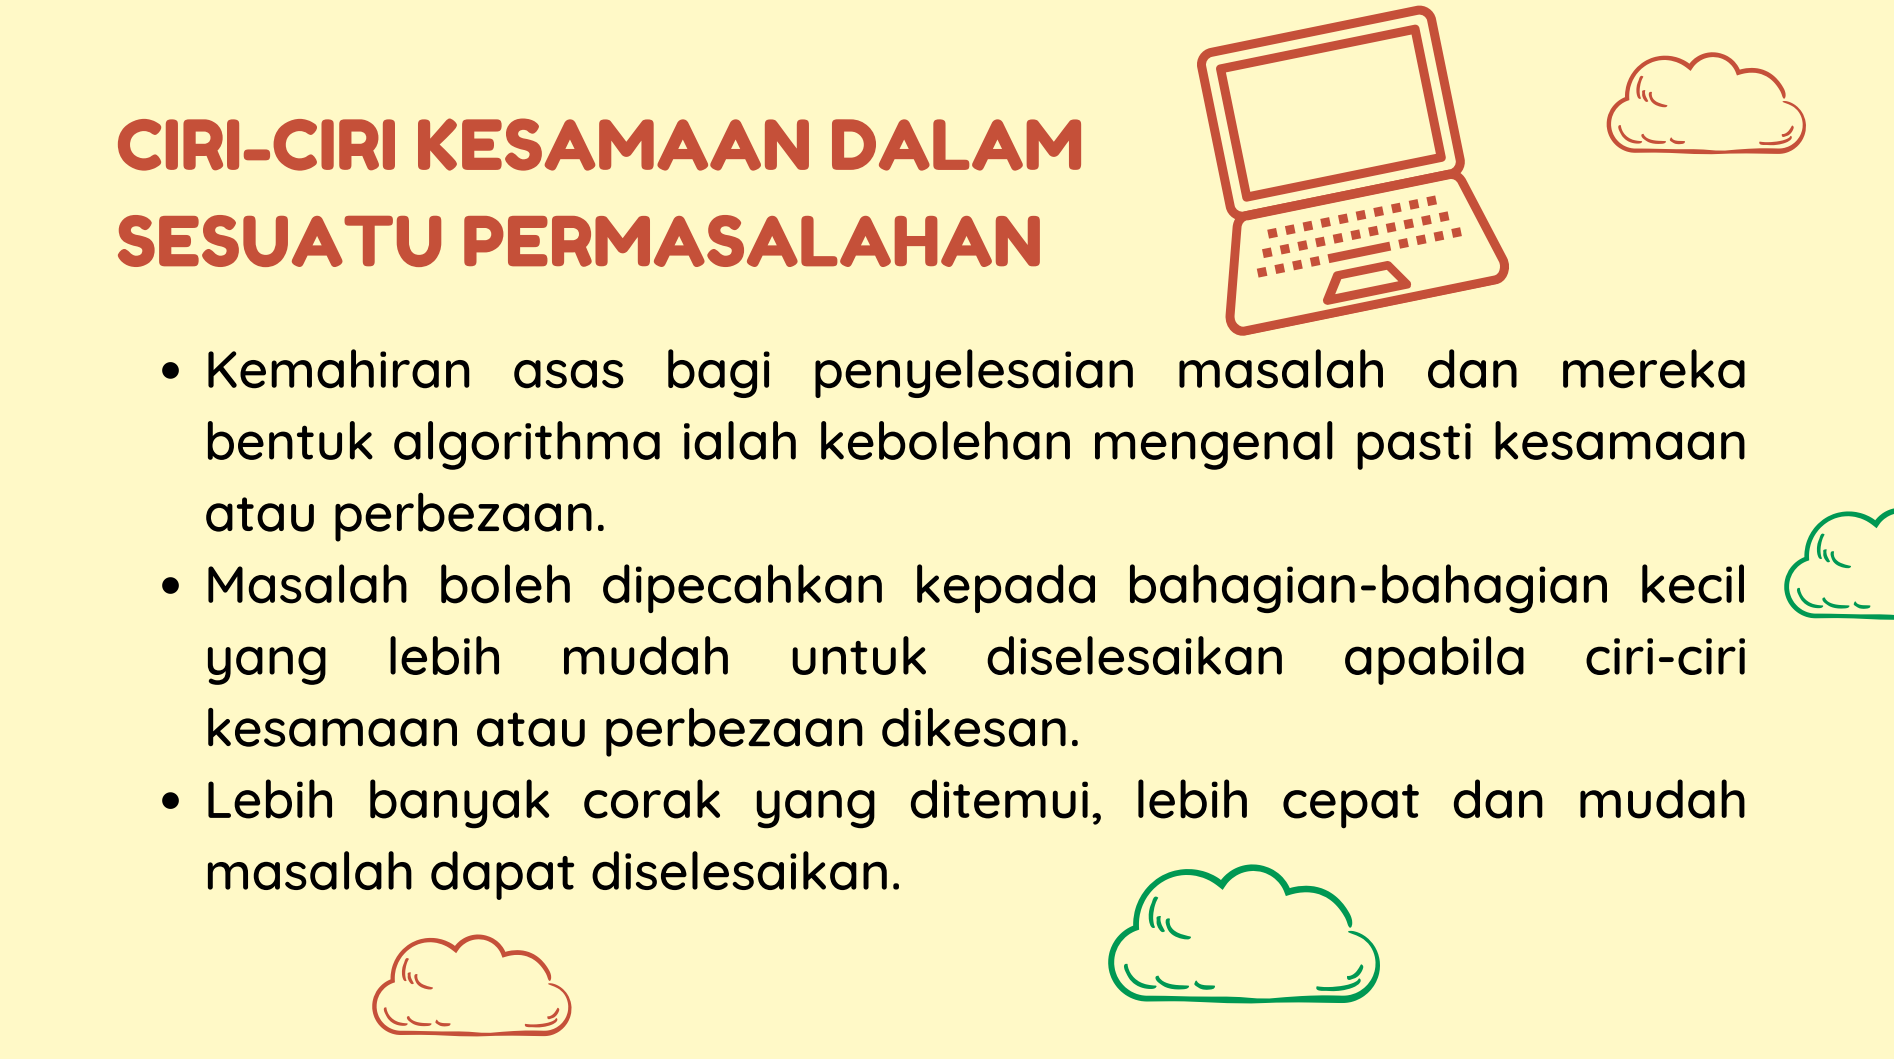 CIRI-CIRI KESAMAAN DALAM
SESUATU PERMASALAHAN
• Kemahiran asas bagi penyelesaian masalah dan mereka
bentuk algorithma ialah kebolehan mengenal pasti kesamaan
atau perbezaan.
• Masalah boleh dipecahkan kepada bahagian-bahagian kecil
yang lebih mudah untuk diselesaikan apabila ciri-ciri
kesamaan atau perbezaan dikesan.
• Lebih banyak corak yang ditemui, lebih cepat dan mudah
masalah dapat diselesaikan.